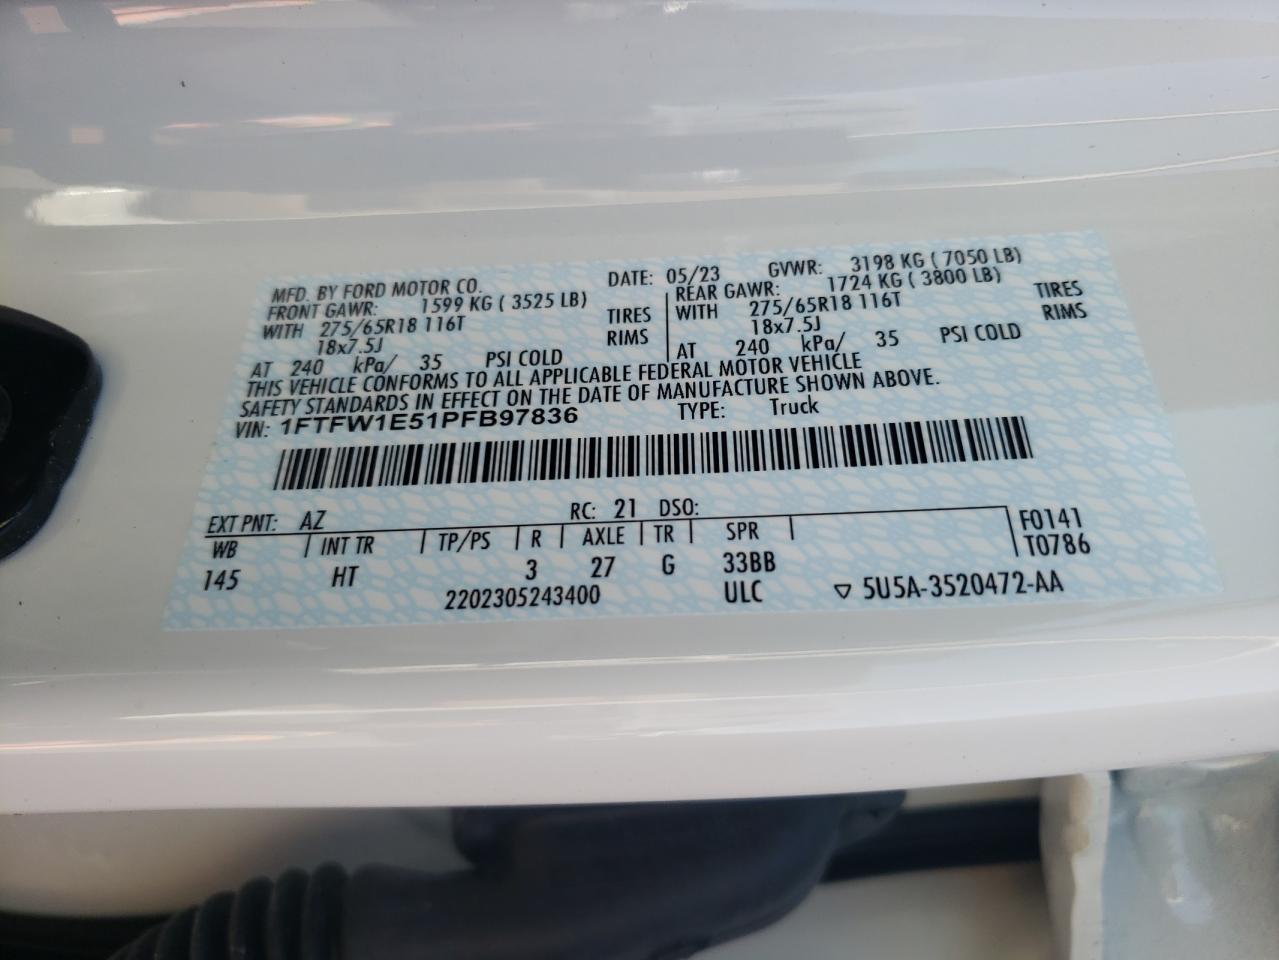 MFD. BY FORD MOTOR CO. DATE: 05/23 GVWR: 3198 KG ( 7050 LB)
FRONT GAWR: 1599 KG ( 3525 LB) REAR GAWR: 1724 KG ( 3800 LB)
WITH 275/65R18 116T TIRES WITH 275/65R18 116T TIRES
18x7.5J RIMS 18x7.5J RIMS
AT 240 kPa/ 35 PSI COLD AT 240 kPa/ 35 PSI COLD
THIS VEHICLE CONFORMS TO ALL APPLICABLE FEDERAL MOTOR VEHICLE
SAFETY STANDARDS IN EFFECT ON THE DATE OF MANUFACTURE SHOWN ABOVE.
VIN: 1FTFW1E51PFB97836 TYPE: Truck
EXT PNT: AZ RC: 21 DSO:
WB INT TR TP/PS R AXLE TR SPR F0141
T0786
145 HT 3 27 G 33BB
2202305243400 ULC ▽ 5U5A-3520472-AA